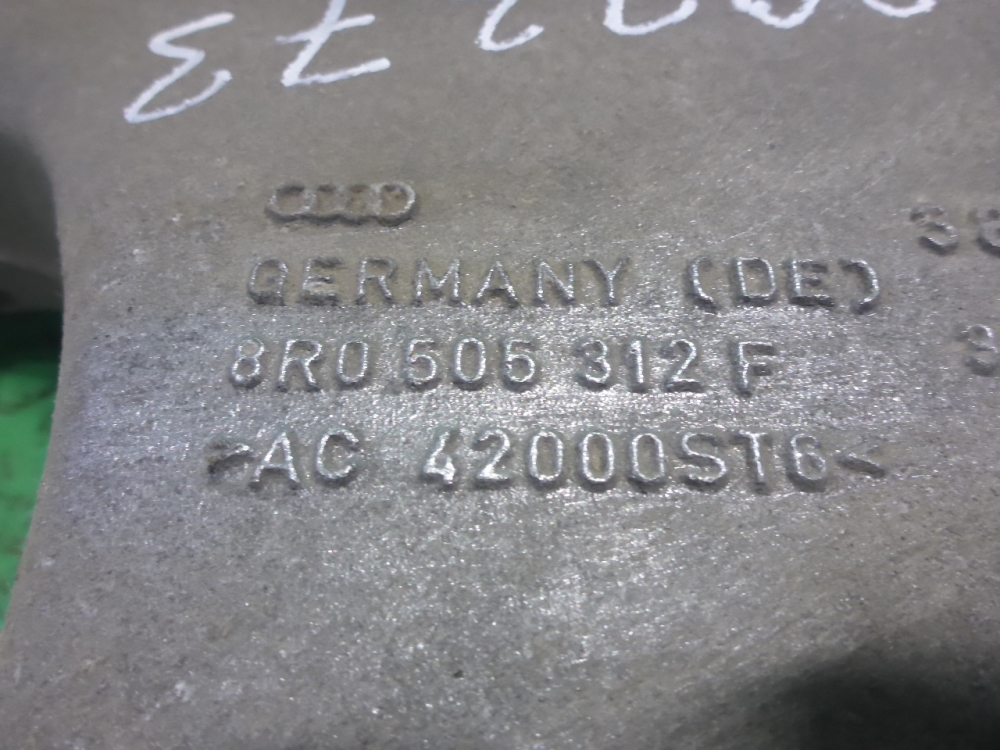 GERMANY (DE)
8R0 505 312 F
>AC 42000ST6<